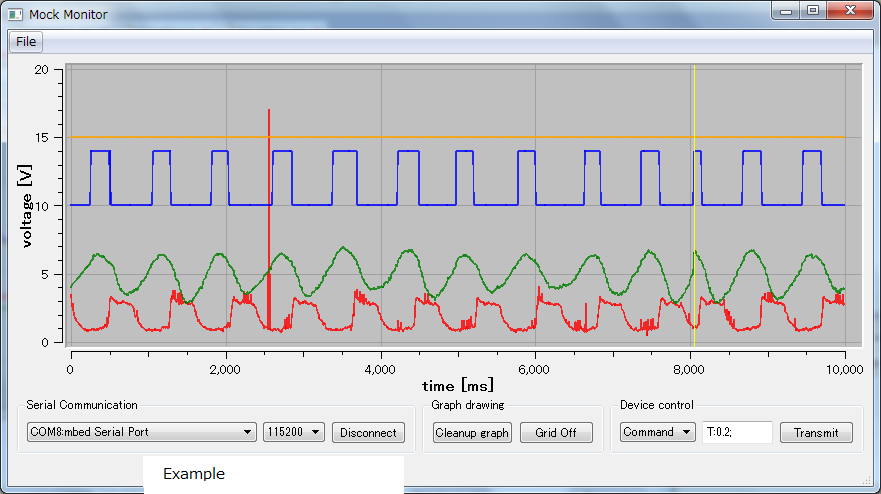 Mock Monitor
File
20
15
10
5
0
voltage [V]
0 2,000 4,000 6,000 8,000 10,000
time [ms]
Serial Communication
COM8:mbed Serial Port 115200 Disconnect
Graph drawing
Cleanup graph Grid Off
Device control
Command T:0.2; Transmit
Example